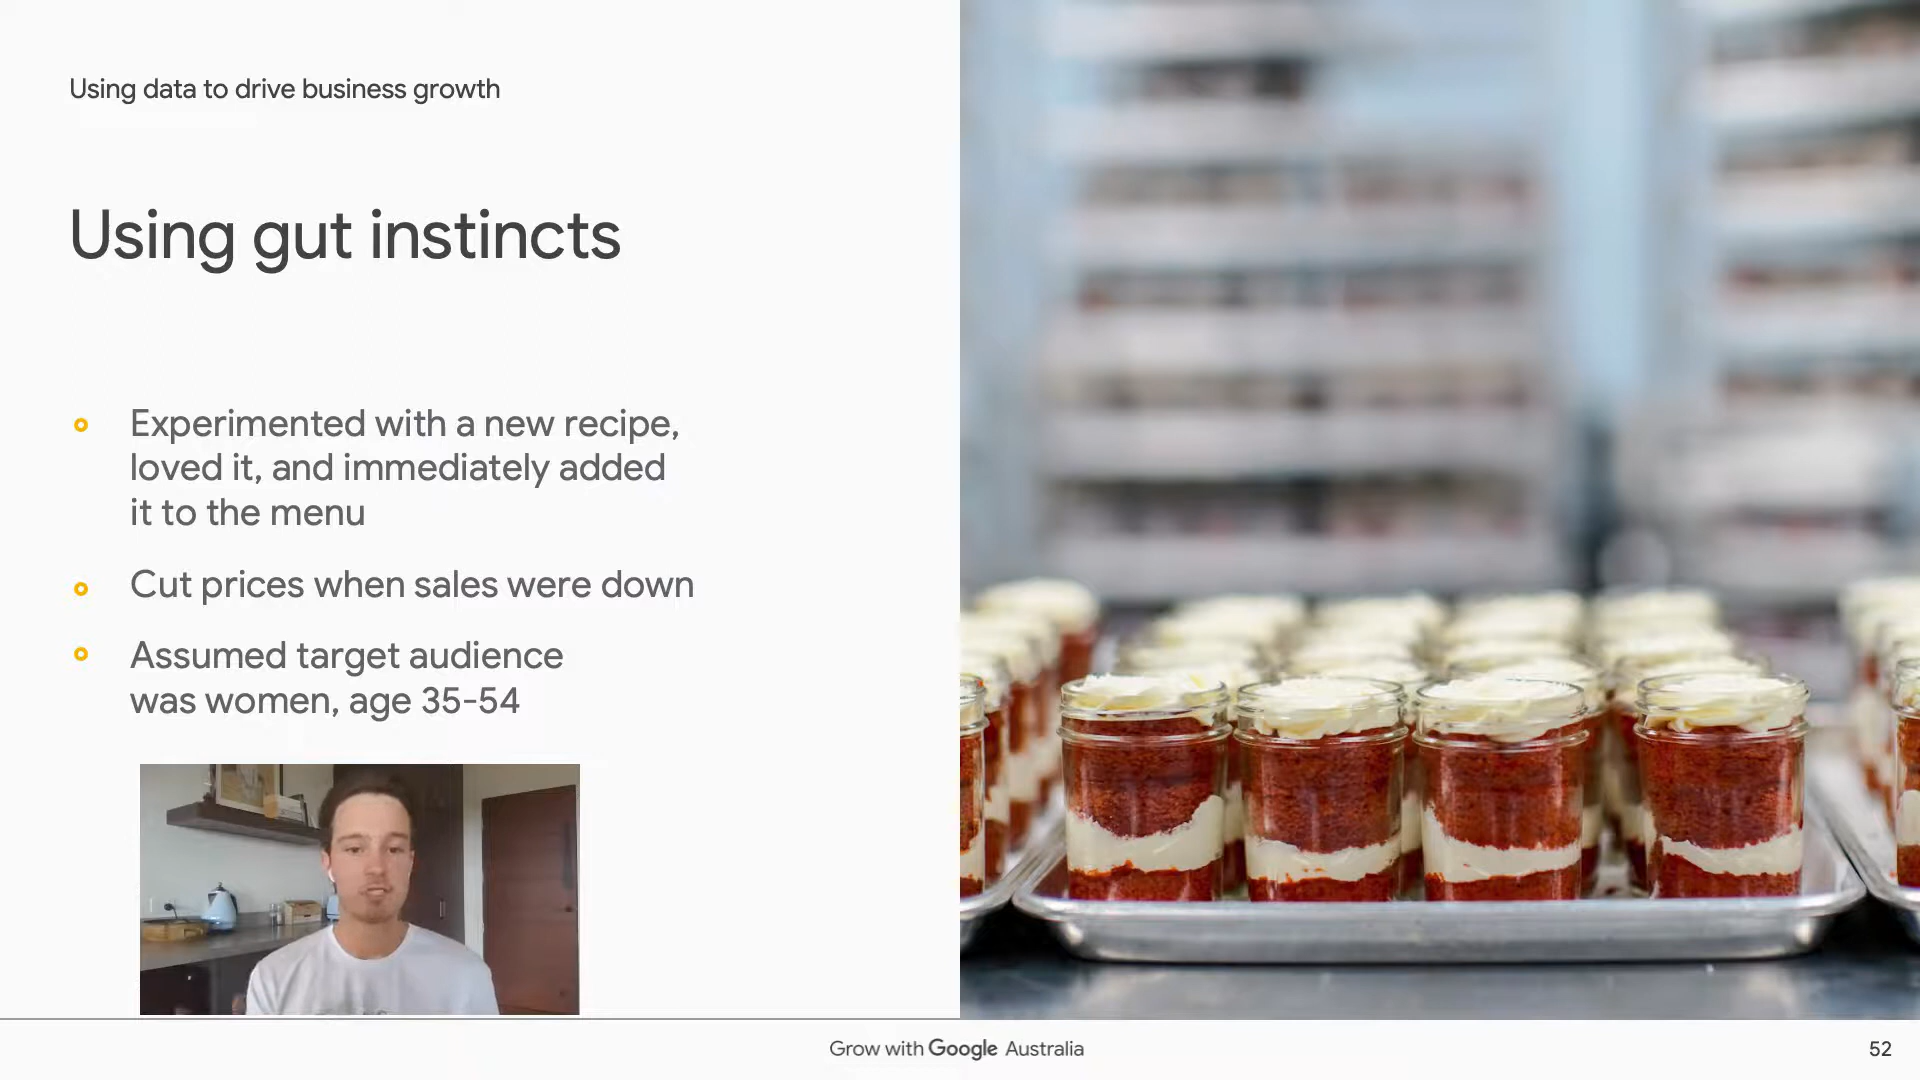 Using data to drive business growth
Using gut instincts
Experimented with a new recipe,
loved it, and immediately added
it to the menu
Cut prices when sales were down
Assumed target audience
was women, age 35-54
Grow with Google Australia
52